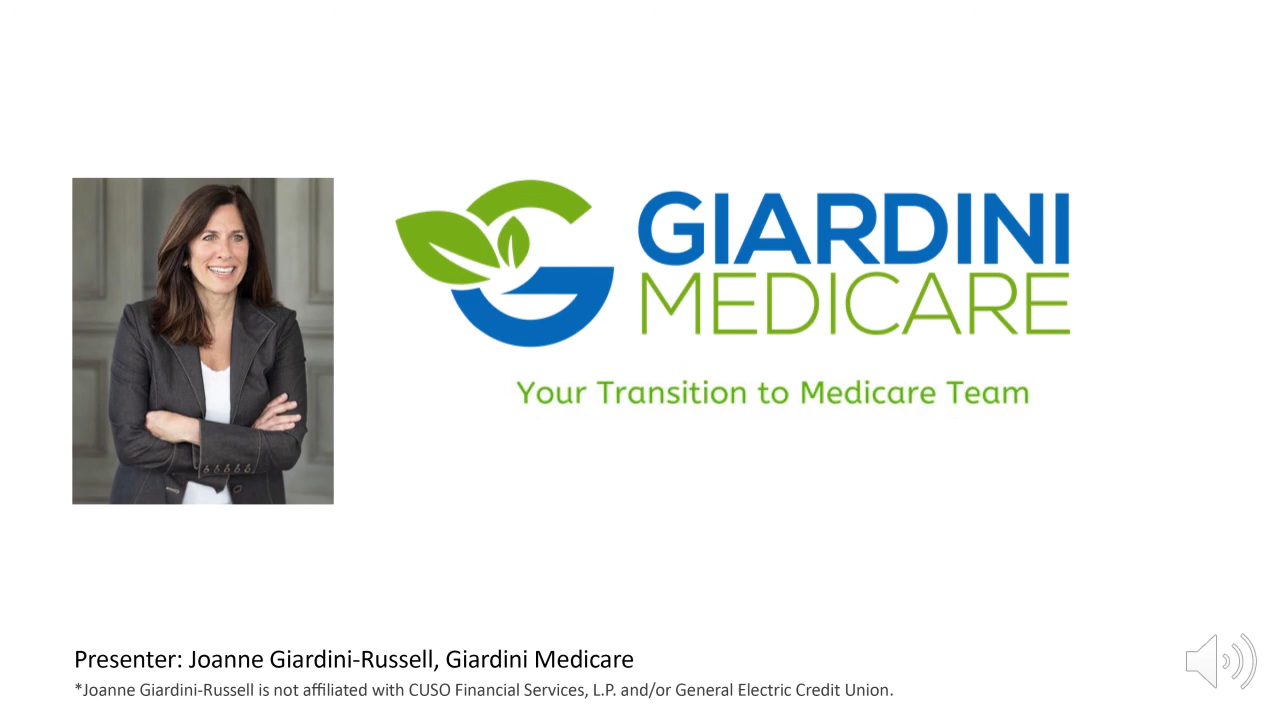 GIARDINI
MEDICARE
Your Transition to Medicare Team
Presenter: Joanne Giardini-Russell, Giardini Medicare
*Joanne Giardini-Russell is not affiliated with CUSO Financial Services, L.P. and/or General Electric Credit Union.